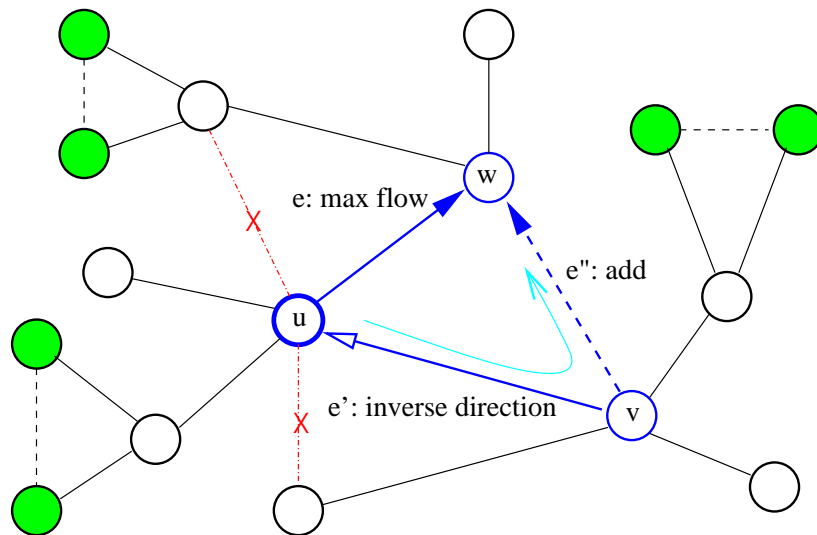 w
e: max flow
X
e": add
u
e’: inverse direction
X
v